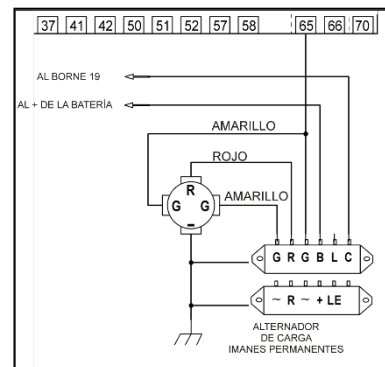 37 41 42 50 51 52 57 58 65 66 70
AL BORNE 19
AL + DE LA BATERÍA
AMARILLO
ROJO
AMARILLO
R
G G
-
G R G B L C
~ R ~ + LE
ALTERNADOR
DE CARGA
IMANES PERMANENTES